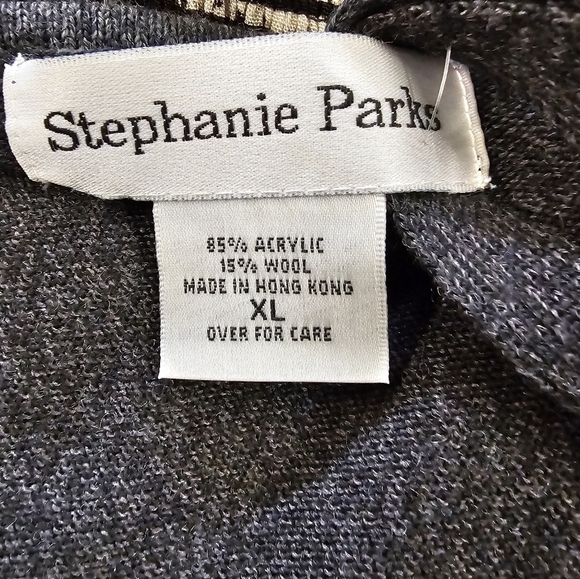 Stephanie Parks
85% ACRYLIC
15% WOOL
MADE IN HONG KONG
XL
OVER FOR CARE